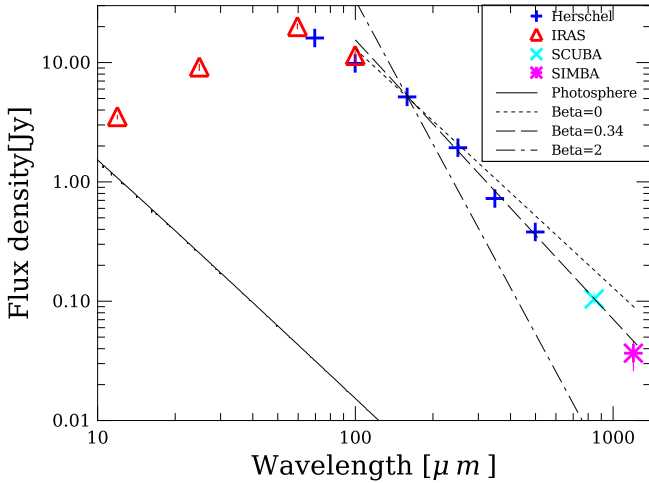 Herschel
IRAS
SCUBA
SIMBA
Photosphere
Beta=0
Beta=0.34
Beta=2
10.00
1.00
0.10
0.01
Flux density[Jy]
10
100
1000
Wavelength [μ m ]